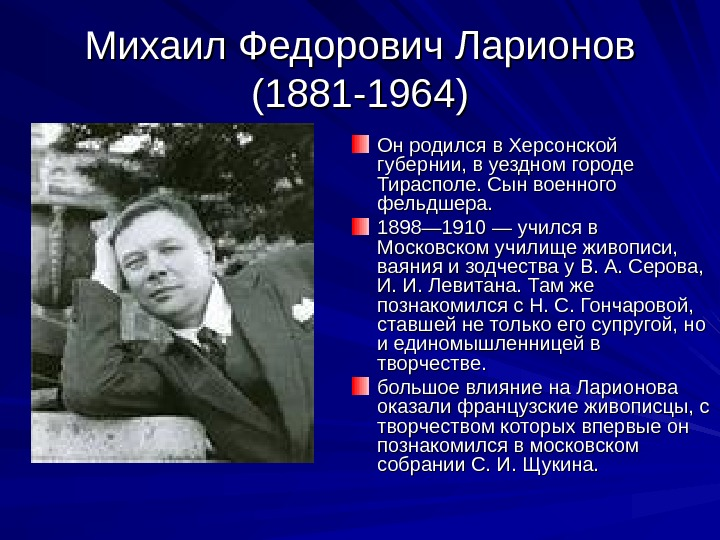 Михаил Федорович Ларионов
(1881-1964)
Он родился в Херсонской
губернии, в уездном городе
Тирасполе. Сын военного
фельдшера.
1898—1910 — учился в
Московском училище живописи,
ваяния и зодчества у В. А. Серова,
И. И. Левитана. Там же
познакомился с Н. С. Гончаровой,
ставшей не только его супругой, но
и единомышленницей в
творчестве.
большое влияние на Ларионова
оказали французские живописцы, с
творчеством которых впервые он
познакомился в московском
собрании С. И. Щукина.